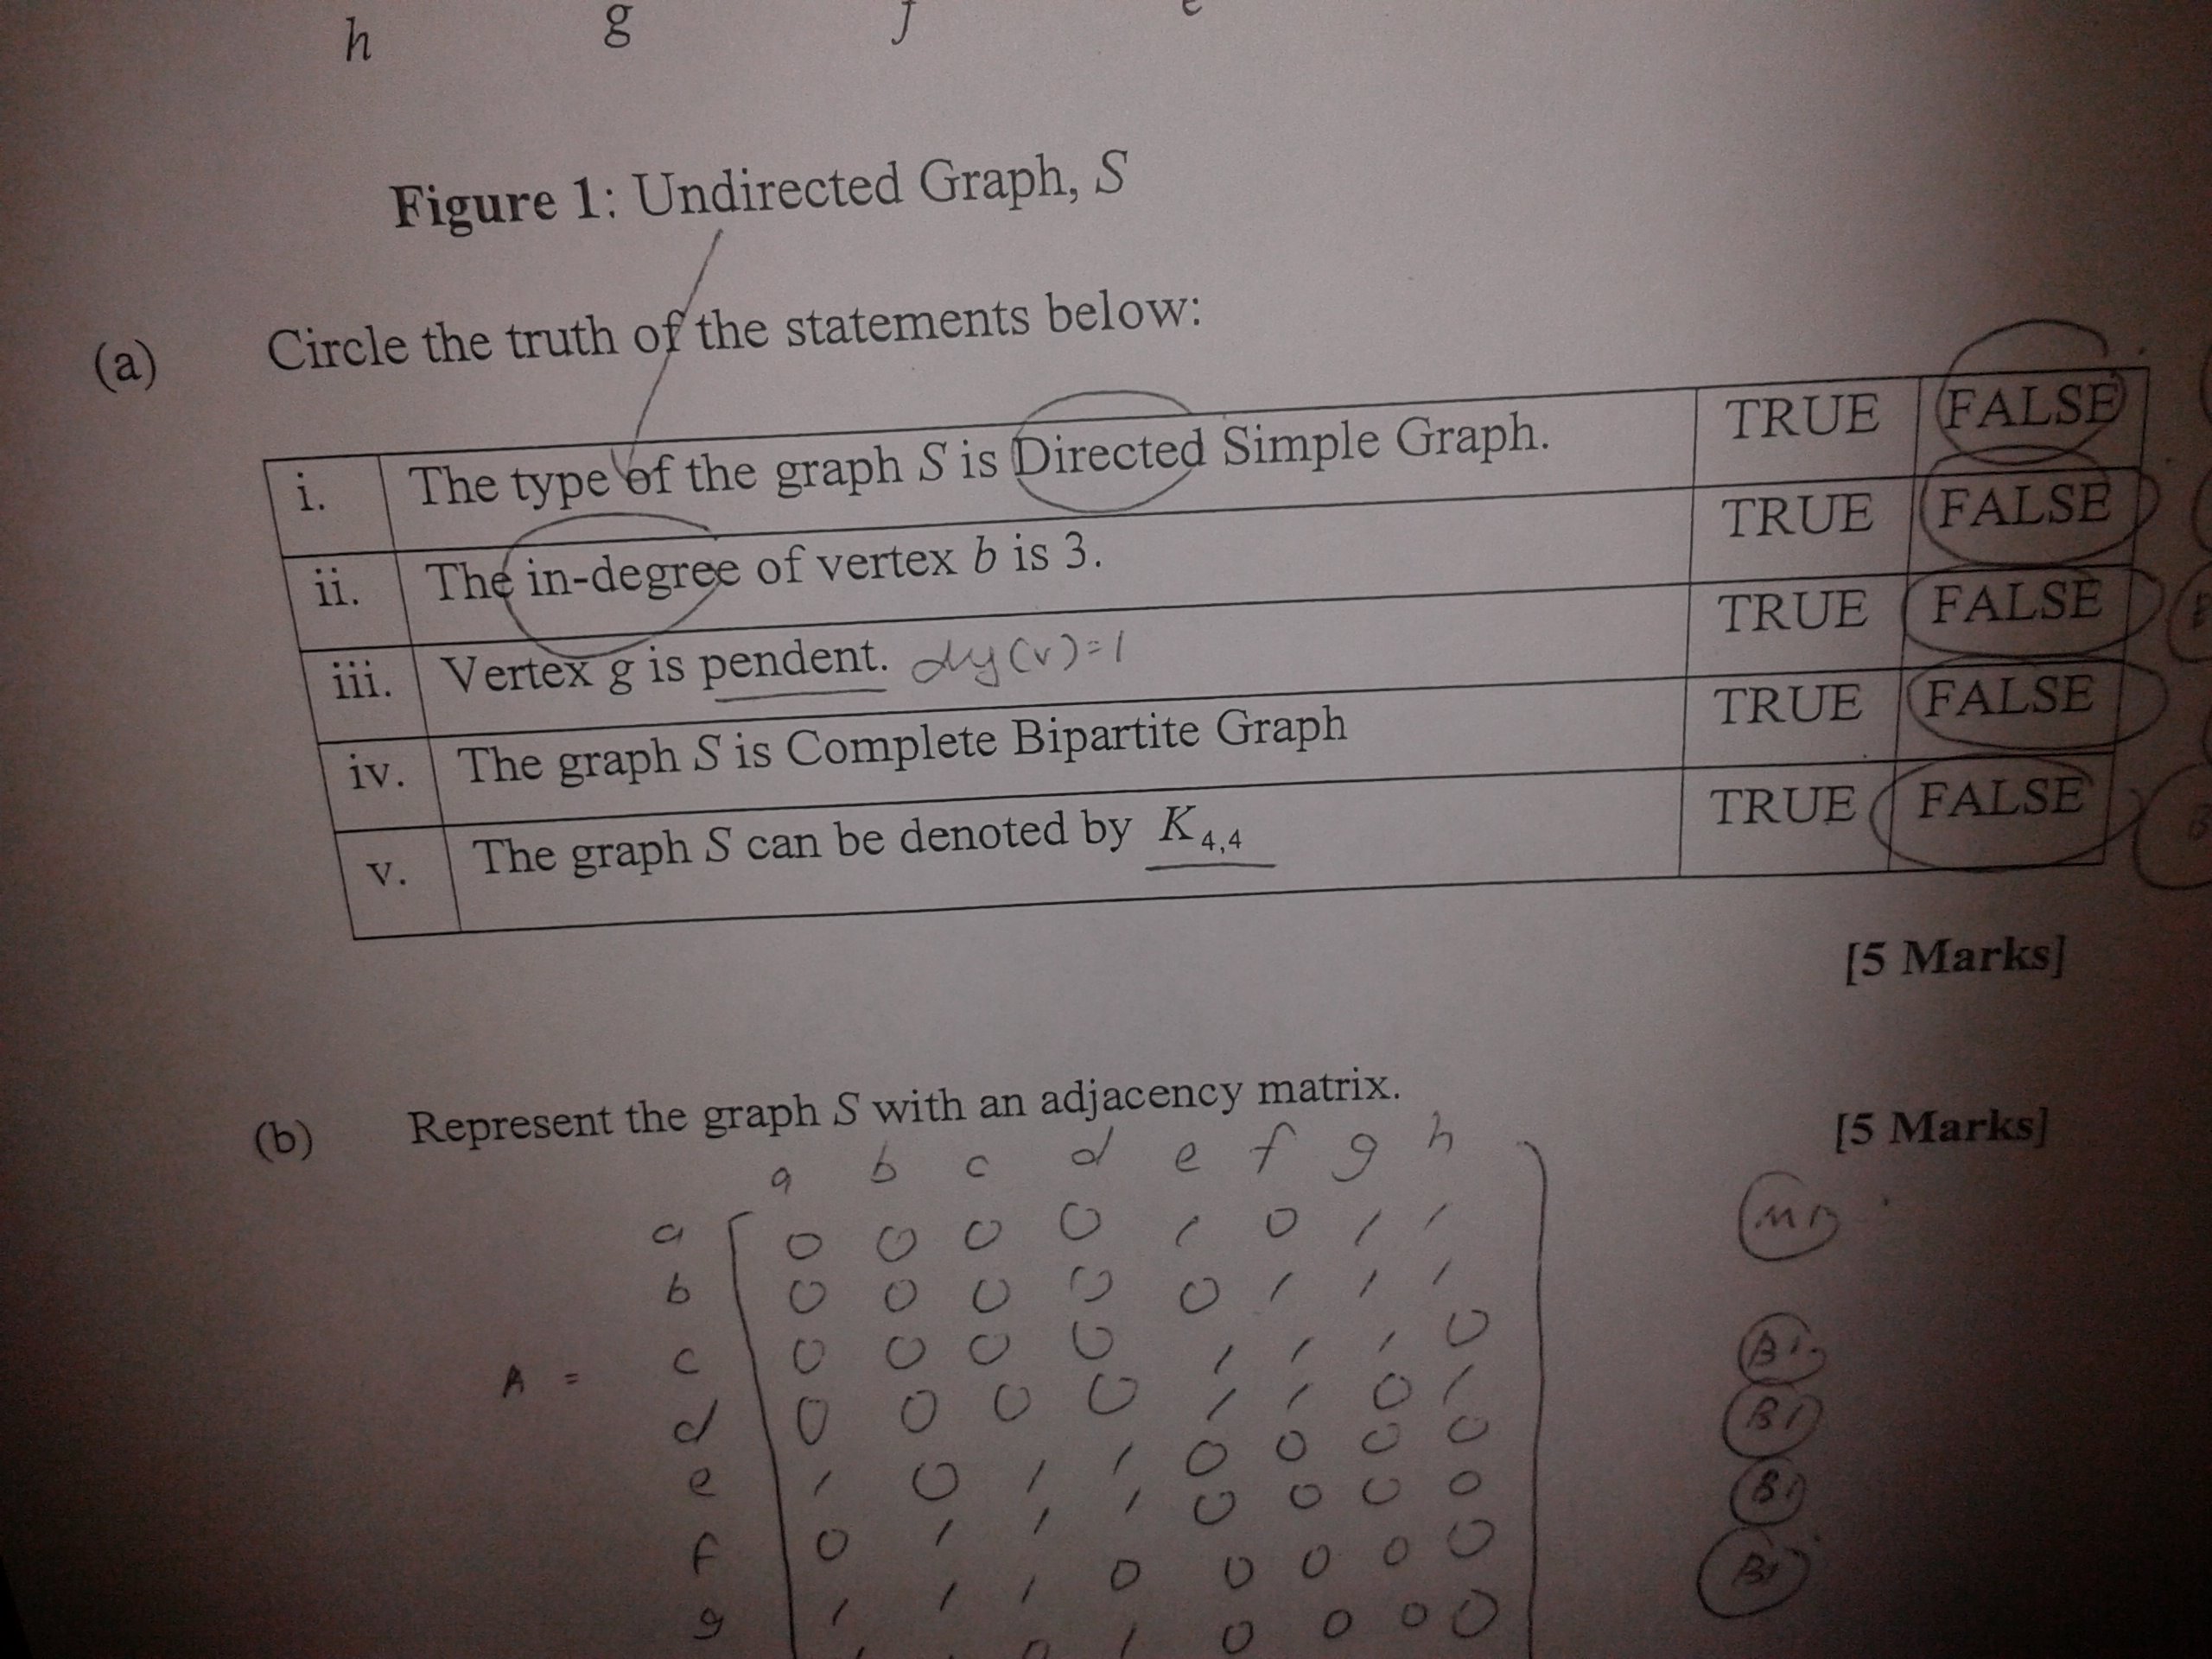 h g f e
Figure 1: Undirected Graph, S
(a) Circle the truth of the statements below:
i. The type of the graph S is Directed Simple Graph. TRUE FALSE
ii. The in-degree of vertex b is 3. TRUE FALSE
iii. Vertex g is pendent. deg(v)=1 TRUE FALSE
iv. The graph S is Complete Bipartite Graph TRUE FALSE
v. The graph S can be denoted by K4,4 TRUE FALSE
[5 Marks]
(b) Represent the graph S with an adjacency matrix. [5 Marks]
a b c d e f g h
a 0 0 0 0 1 0 1 1
b 0 0 0 0 0 1 1 1
A = c 0 0 0 0 1 1 1 0 B1
d 0 0 0 0 1 1 0 1 B1
e 1 0 1 1 0 0 0 0 B1
f 0 1 1 1 0 0 0 0 B1
g 1 1 1 0 0 0 0 0
0 1 0 0 0 0